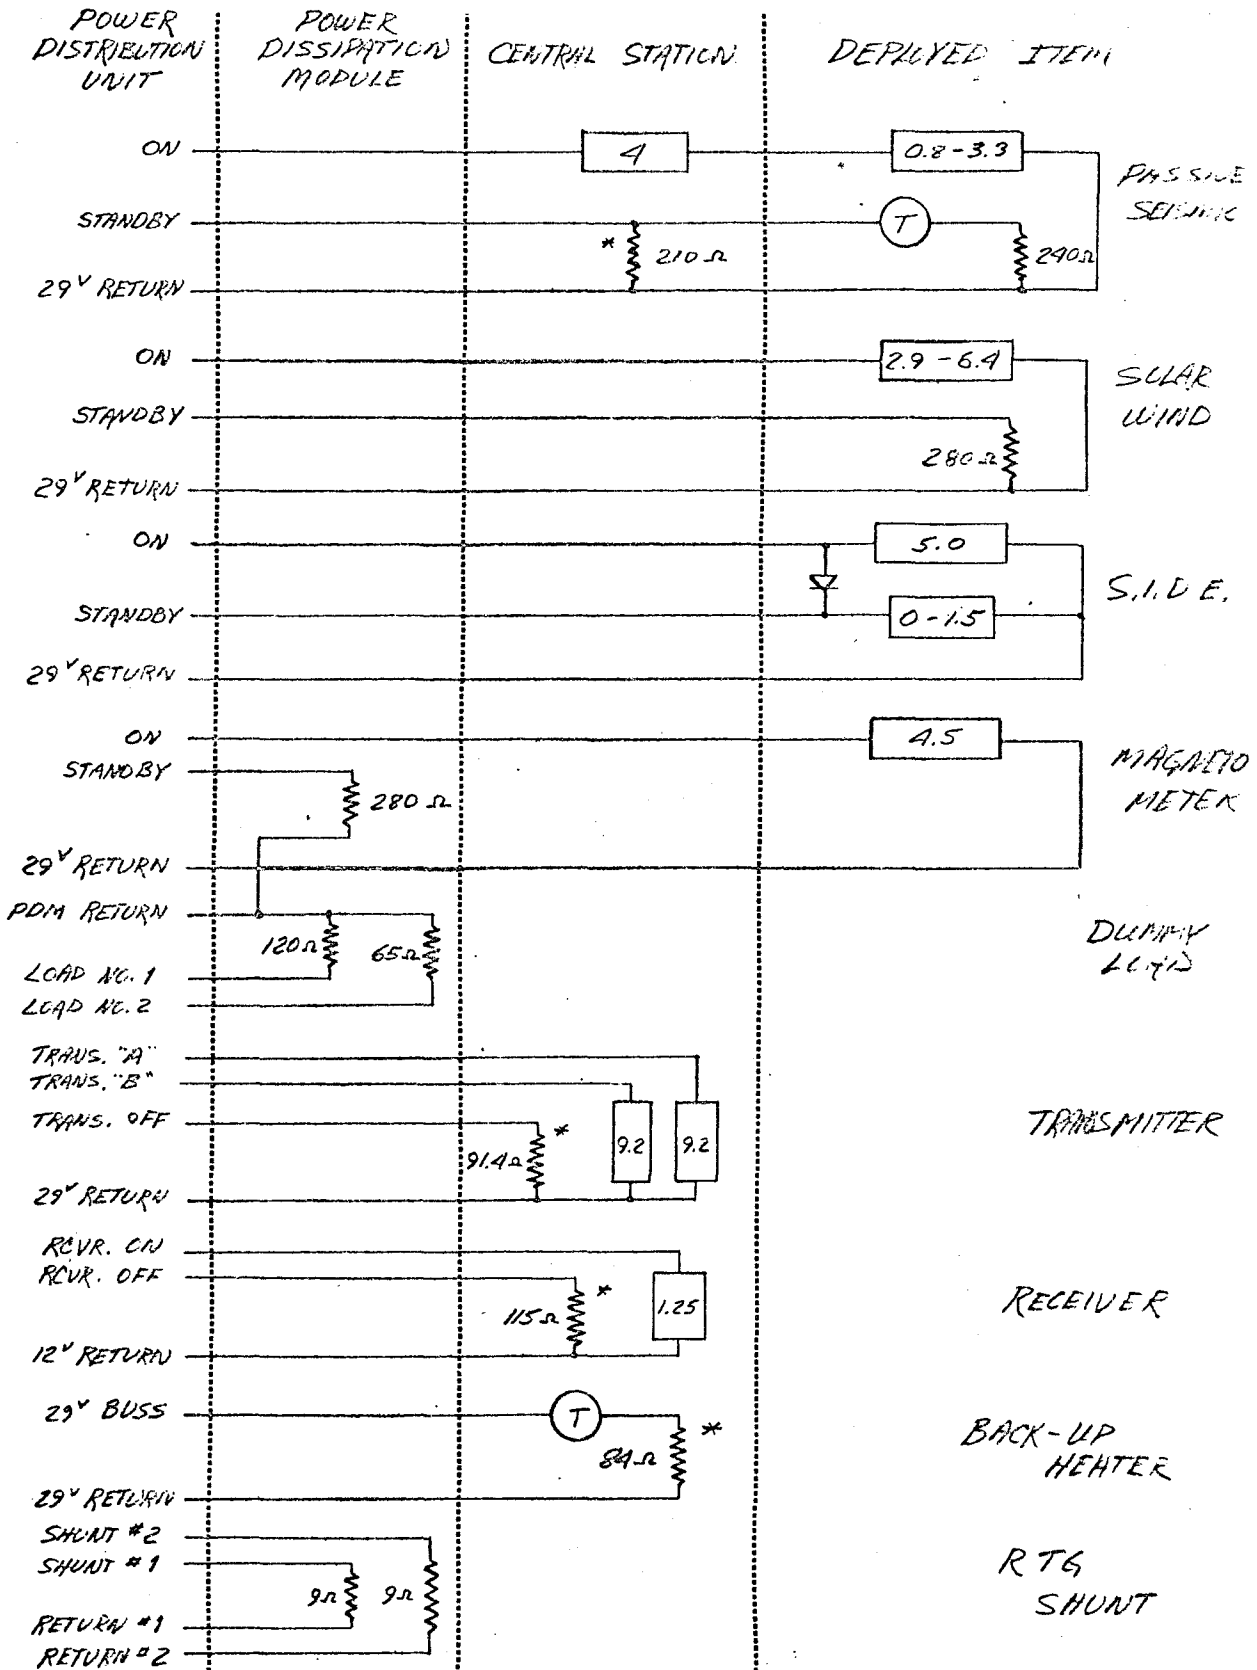 POWER DISTRIBUTION UNIT
POWER DISSIPATION MODULE
CENTRAL STATION
DEPLOYED ITEM
ON
4
0.8-3.3
PASSIVE SEISMIC
STANDBY
T
* 210 Ω
240Ω
29V RETURN
ON
2.9-6.4
SOLAR WIND
STANDBY
280 Ω
29V RETURN
ON
5.0
S.I.D.E.
STANDBY
0-1.5
29V RETURN
ON
4.5
MAGNETO METER
STANDBY
280 Ω
29V RETURN
PDM RETURN
DUMMY LOAD
120Ω
65Ω
LOAD NO. 1
LOAD NO. 2
TRANS. "A"
TRANS. "B"
TRANS. OFF
TRANSMITTER
91.4Ω *
9.2
9.2
29V RETURN
RCVR. ON
RCVR. OFF
RECEIVER
115Ω *
1.25
12V RETURN
29V BUSS
T
84Ω *
BACK-UP HEATER
29V RETURN
SHUNT #2
SHUNT #1
RTG SHUNT
9Ω
9Ω
RETURN #1
RETURN #2